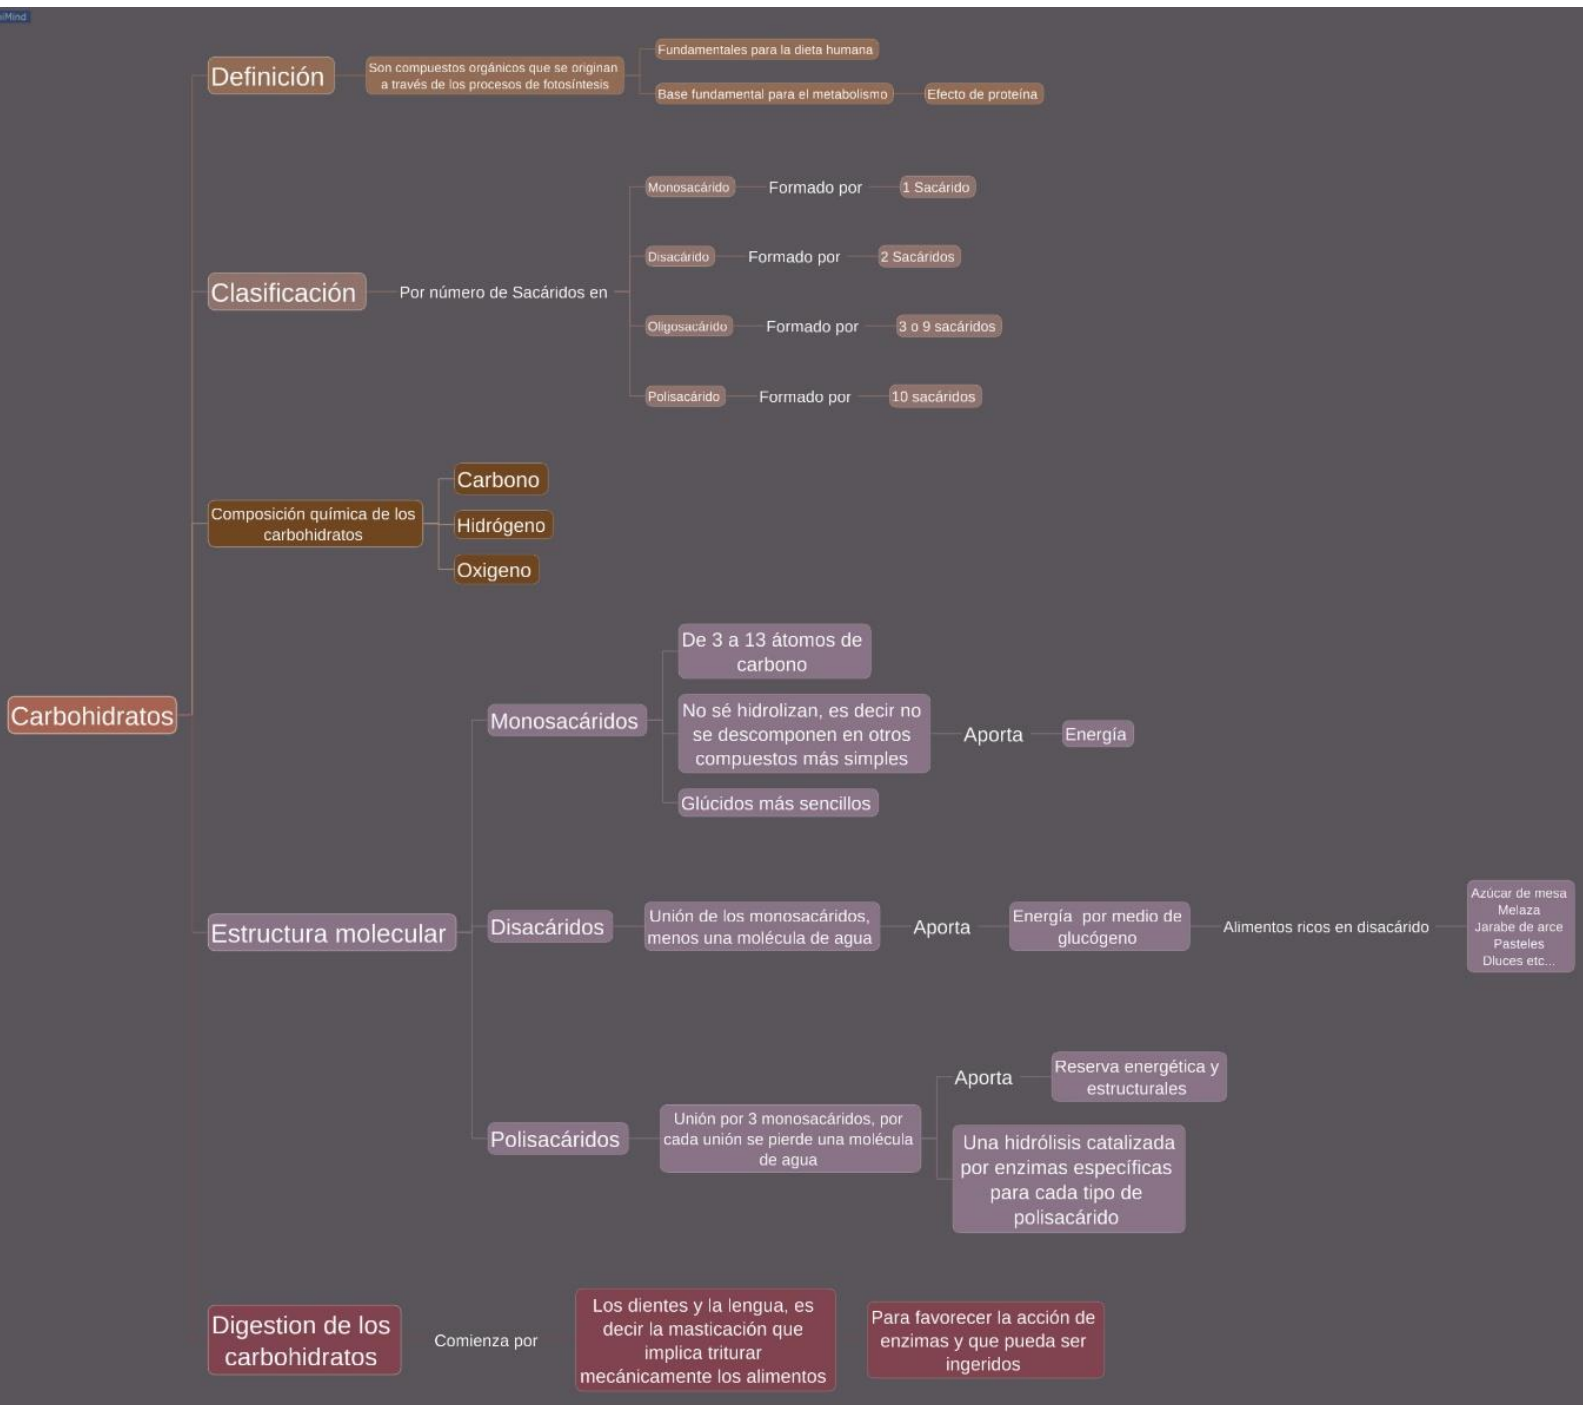 Definición
Son compuestos orgánicos que se originan
a través de los procesos de fotosíntesis
Fundamentales para la dieta humana
Base fundamental para el metabolismo
Efecto de proteína
Clasificación
Por número de Sacáridos en
Monosacárido
Formado por
1 Sacárido
Disacárido
Formado por
2 Sacáridos
Oligosacárido
Formado por
3 o 9 sacáridos
Polisacárido
Formado por
10 sacáridos
Composición química de los
carbohidratos
Carbono
Hidrógeno
Oxigeno
Carbohidratos
Estructura molecular
Monosacáridos
De 3 a 13 átomos de
carbono
No sé hidrolizan, es decir no
se descomponen en otros
compuestos más simples
Aporta
Energía
Glúcidos más sencillos
Disacáridos
Unión de los monosacáridos,
menos una molécula de agua
Aporta
Energía por medio de
glucógeno
Alimentos ricos en disacárido
Azúcar de mesa
Melaza
Jarabe de arce
Pasteles
Dluces etc...
Polisacáridos
Unión por 3 monosacáridos, por
cada unión se pierde una molécula
de agua
Aporta
Reserva energética y
estructurales
Una hidrólisis catalizada
por enzimas específicas
para cada tipo de
polisacárido
Digestion de los
carbohidratos
Comienza por
Los dientes y la lengua, es
decir la masticación que
implica triturar
mecánicamente los alimentos
Para favorecer la acción de
enzimas y que pueda ser
ingeridos